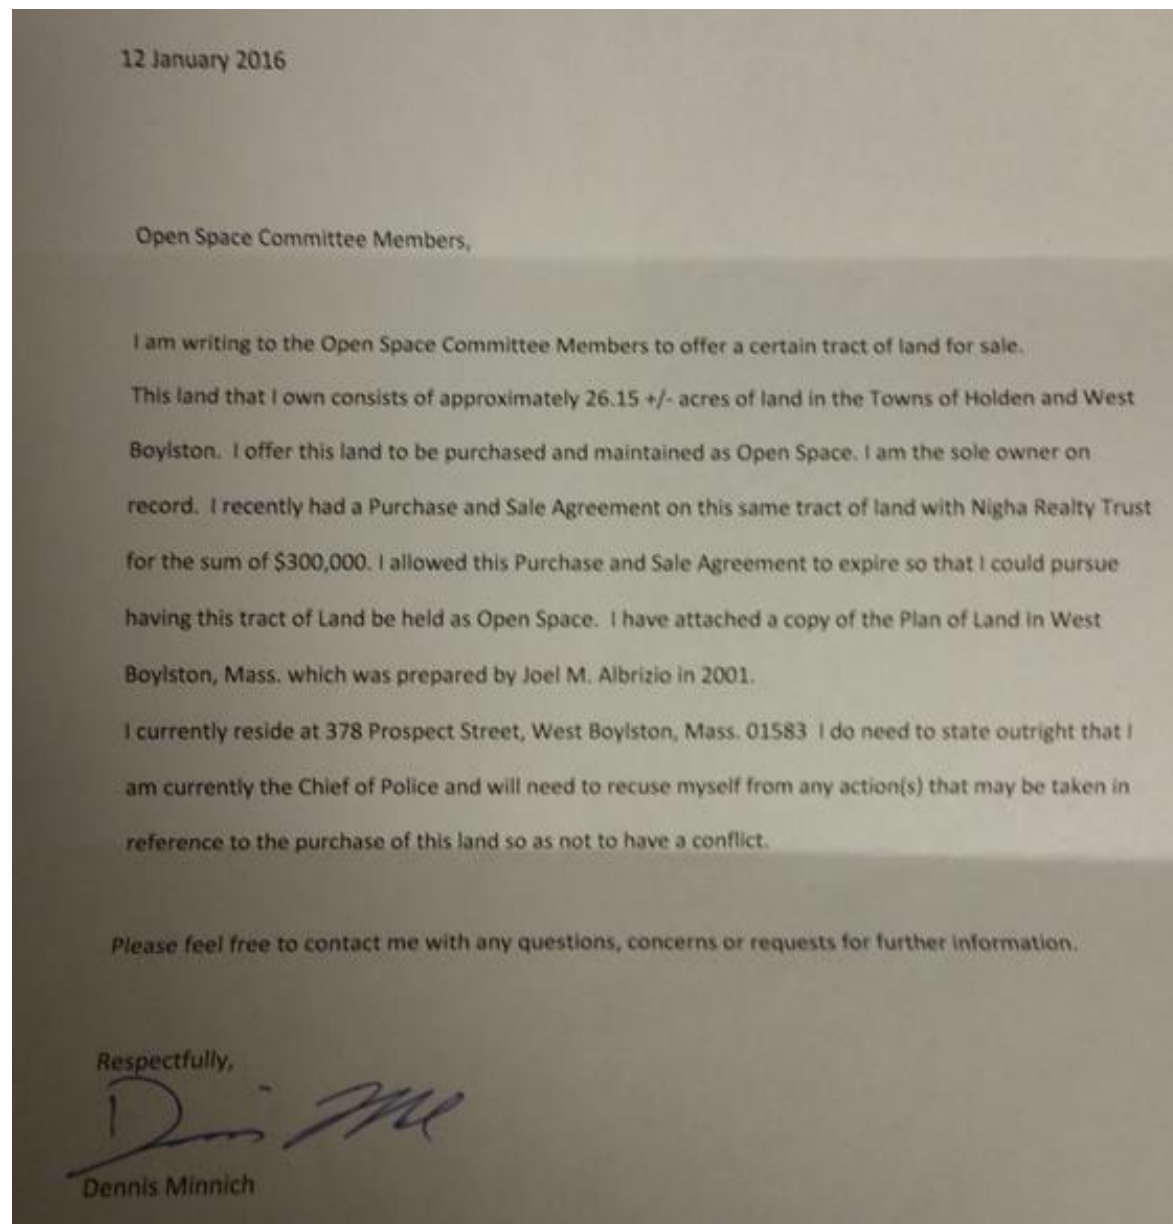 12 January 2016
Open Space Committee Members,
I am writing to the Open Space Committee Members to offer a certain tract of land for sale.
This land that I own consists of approximately 26.15 +/- acres of land in the Towns of Holden and West
Boylston.  I offer this land to be purchased and maintained as Open Space. I am the sole owner on
record.  I recently had a Purchase and Sale Agreement on this same tract of land with Nigha Realty Trust
for the sum of $300,000. I allowed this Purchase and Sale Agreement to expire so that I could pursue
having this tract of Land be held as Open Space.  I have attached a copy of the Plan of Land in West
Boylston, Mass. which was prepared by Joel M. Albrizio in 2001.
I currently reside at 378 Prospect Street, West Boylston, Mass. 01583  I do need to state outright that I
am currently the Chief of Police and will need to recuse myself from any action(s) that may be taken in
reference to the purchase of this land so as not to have a conflict.
Please feel free to contact me with any questions, concerns or requests for further information.
Respectfully,
Dennis Minnich